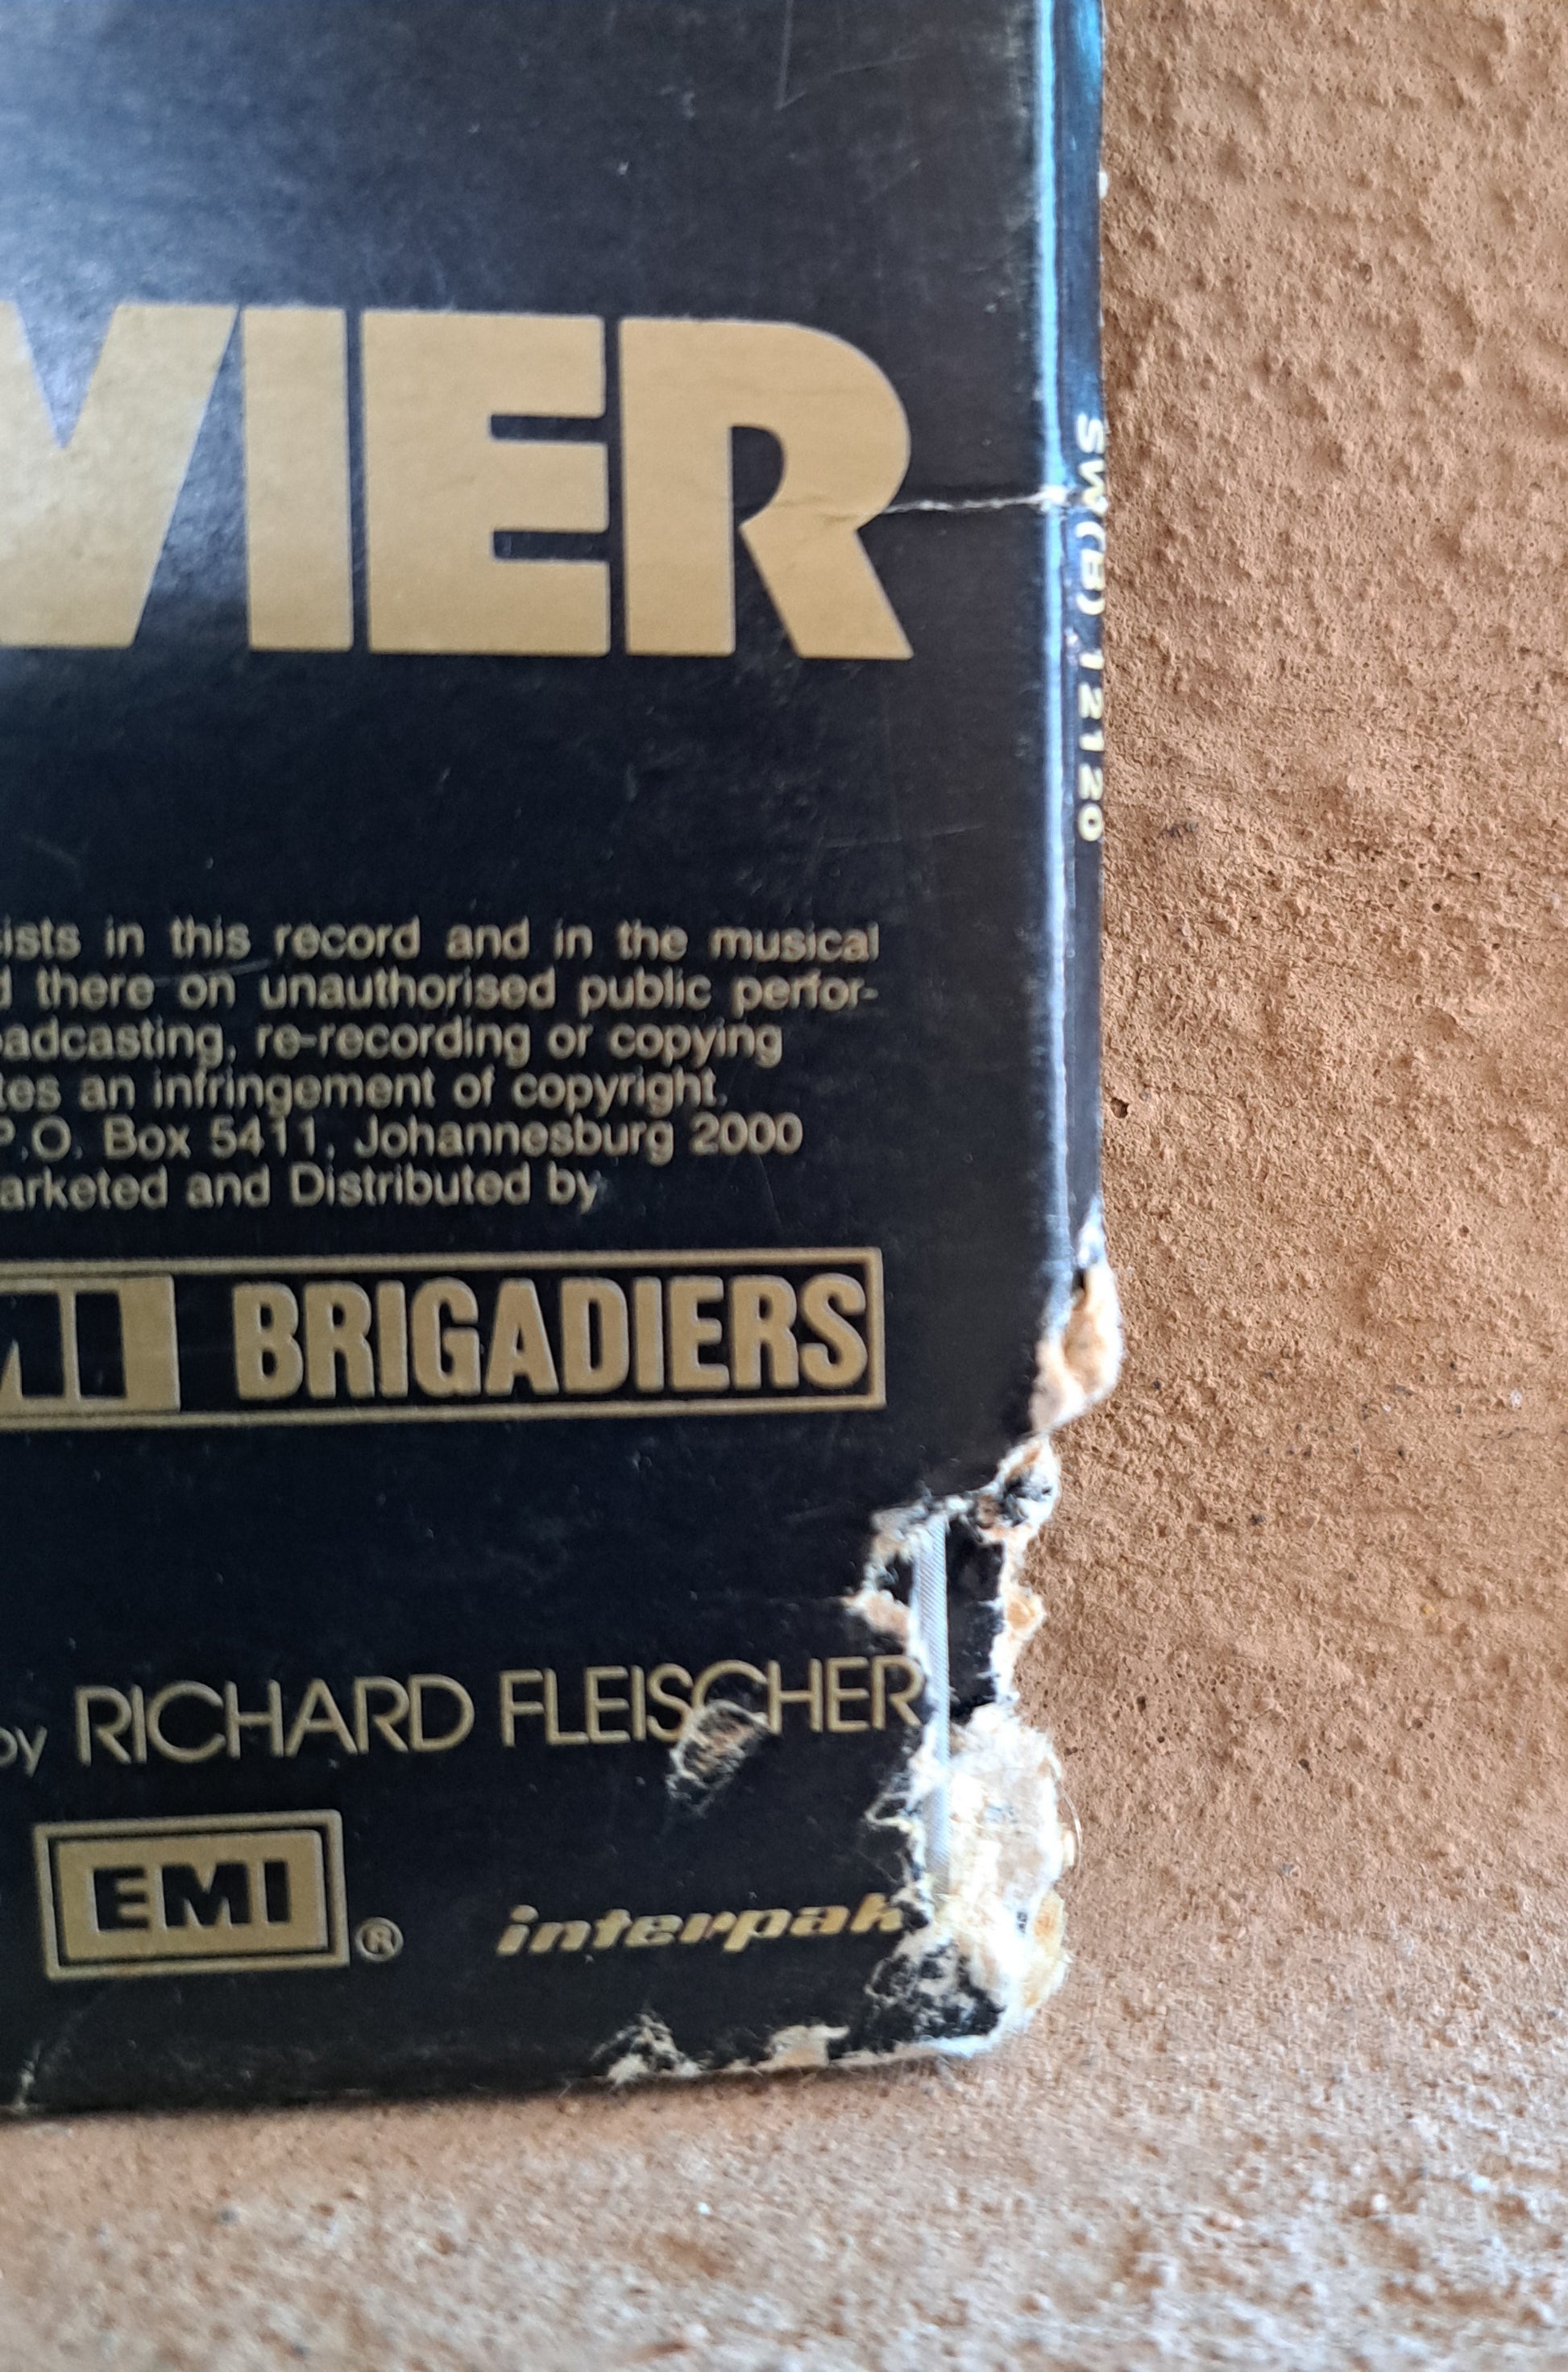 VIER
SW(B) 12120
ists in this record and in the musical
d there on unauthorised public perfor-
oadcasting, re-recording or copying
tes an infringement of copyright.
P.O. Box 5411, Johannesburg 2000
arketed and Distributed by
MI BRIGADIERS
by RICHARD FLEISCHER
EMI ®
interpak